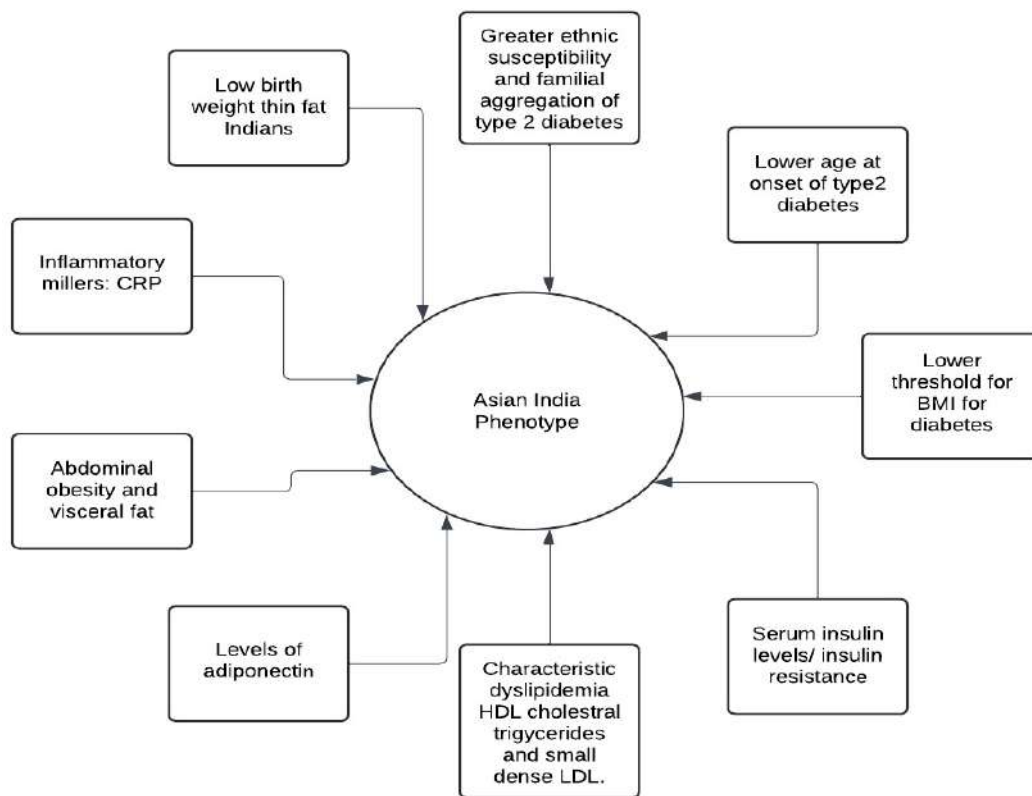 Greater ethnic
susceptibility
and familial
aggregation of
type 2 diabetes
Low birth
weight thin fat
Indians
Lower age at
onset of type2
diabetes
Inflammatory
millers: CRP
Lower
threshold for
BMI for
diabetes
Asian India
Phenotype
Abdominal
obesity and
visceral fat
Levels of
adiponectin
Serum insulin
levels/ insulin
resistance
Characteristic
dyslipidemia
HDL cholestral
trigycerides
and small
dense LDL.